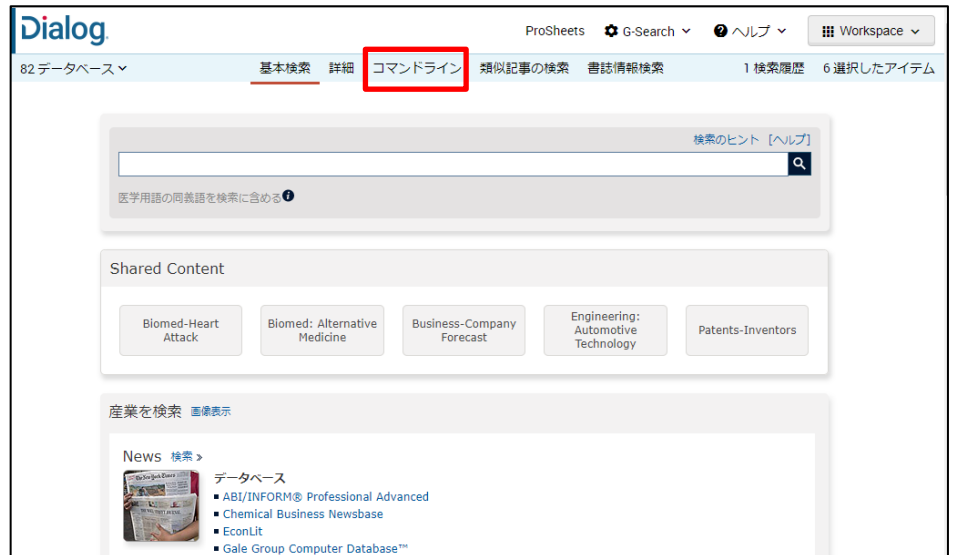 Dialog
ProSheets G-Search ヘルプ Workspace
82 データベース 基本検索 詳細 コマンドライン 類似記事の検索 書誌情報検索 1 検索履歴 6 選択したアイテム
検索のヒント [ヘルプ]
医学用語の同義語を検索に含める
Shared Content
Biomed-Heart Attack
Biomed: Alternative Medicine
Business-Company Forecast
Engineering: Automotive Technology
Patents-Inventors
産業を検索 画像表示
News 検索 »
データベース
ABI/INFORM® Professional Advanced
Chemical Business Newsbase
EconLit
Gale Group Computer Database™